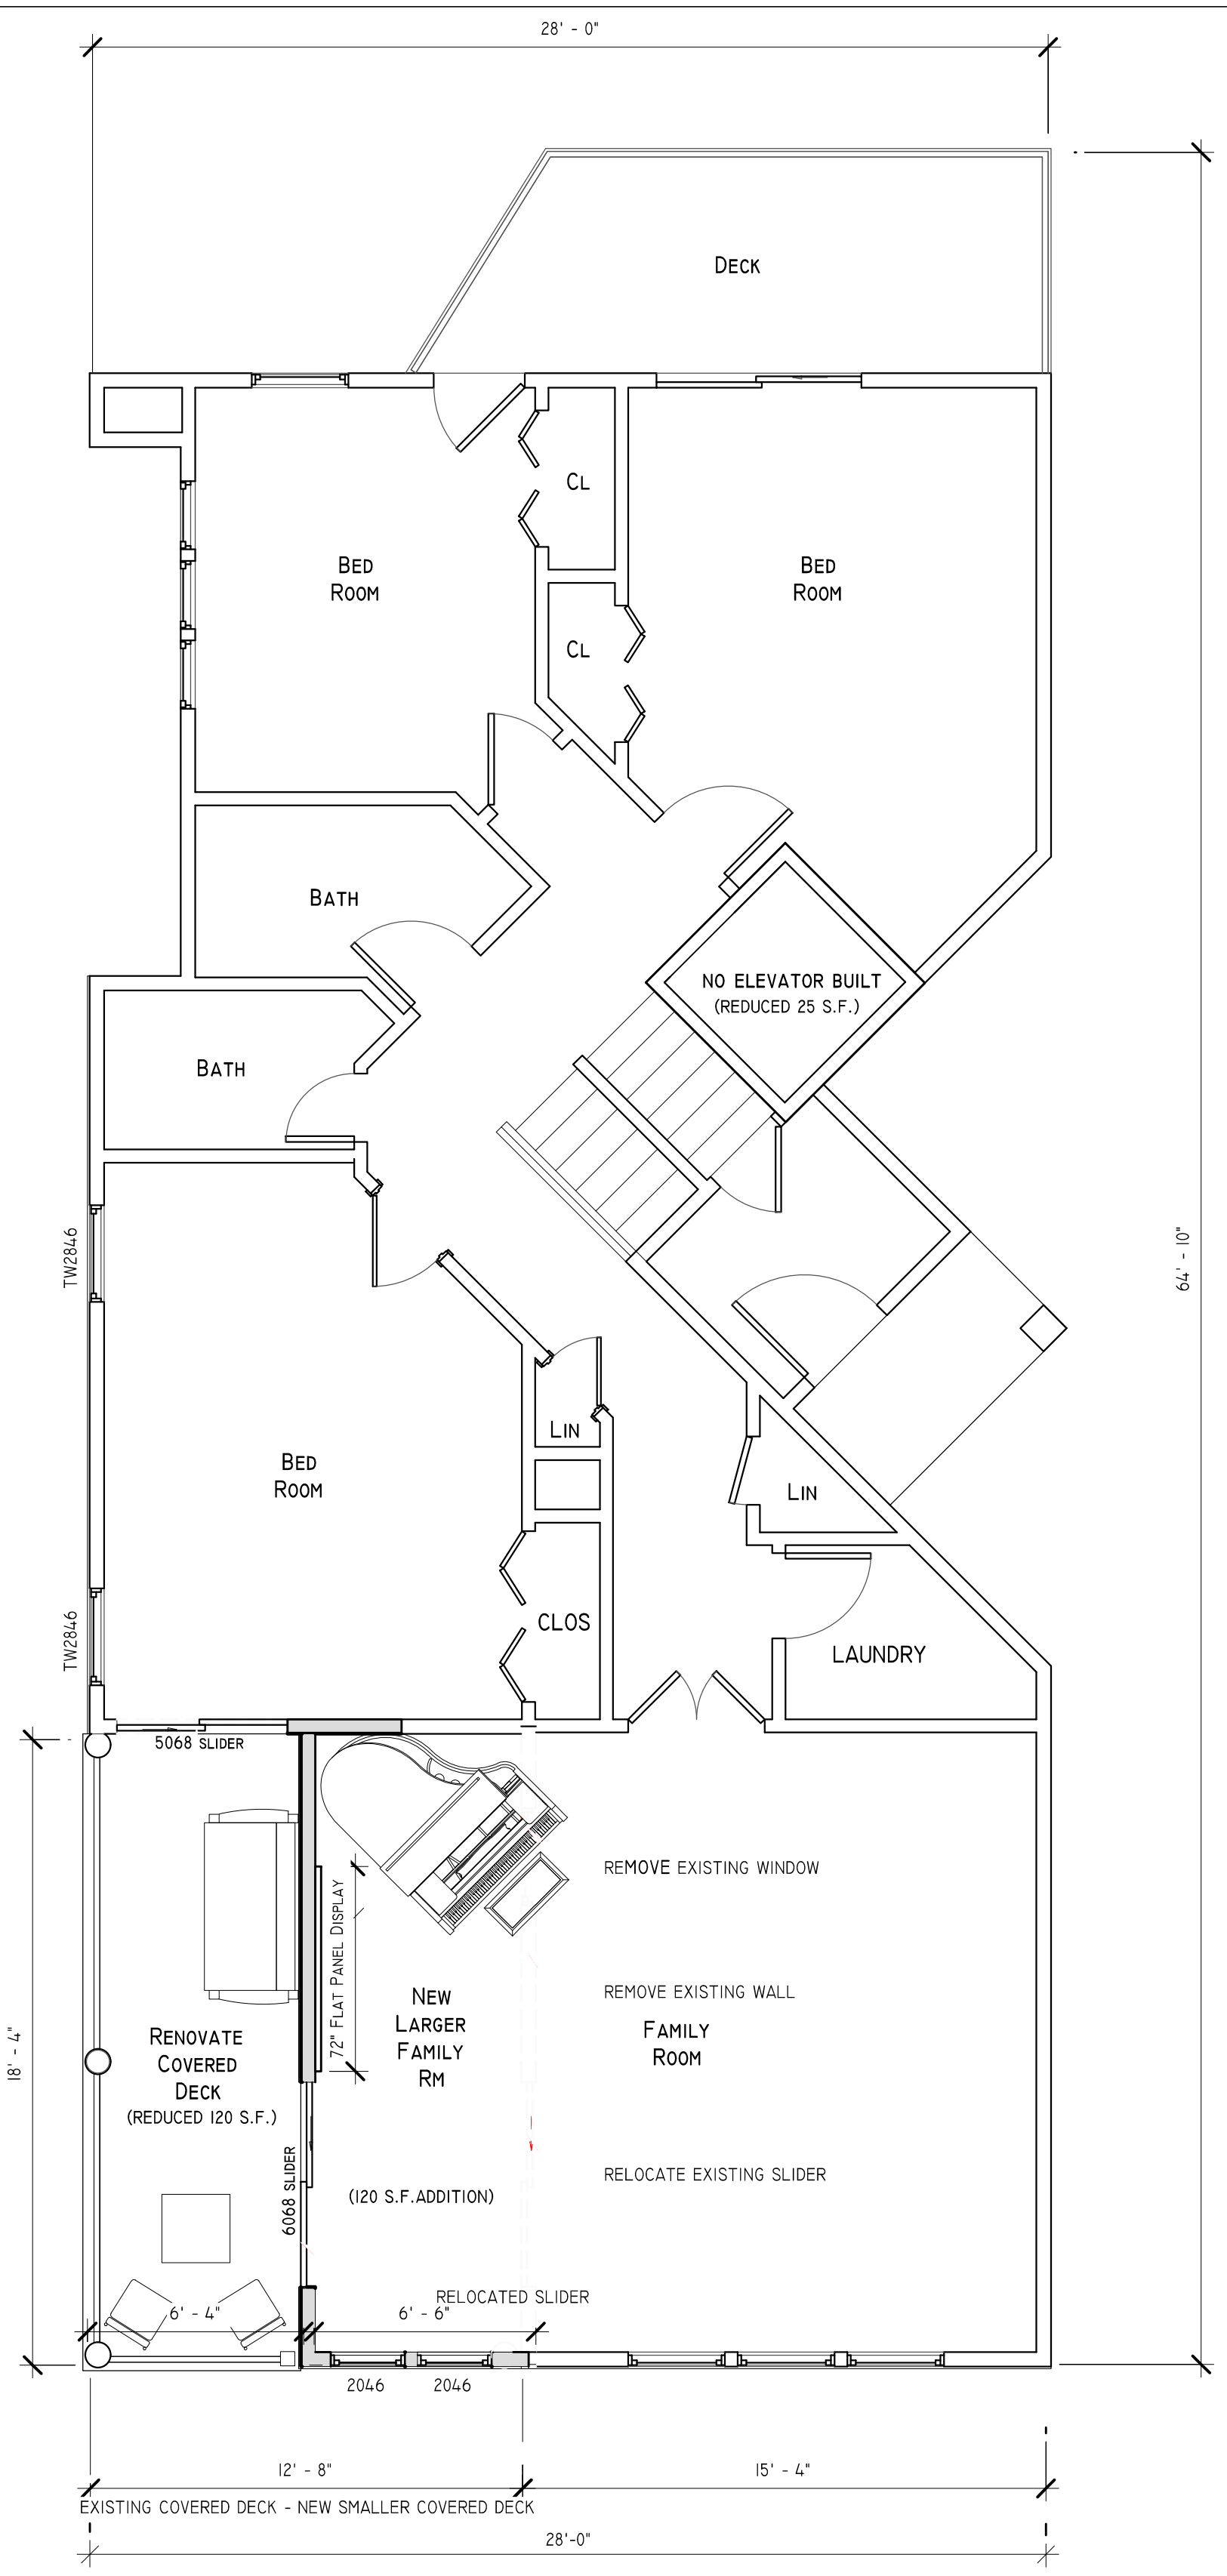 28' - 0"
DECK
CL
BED
ROOM
BED
ROOM
CL
BATH
NO ELEVATOR BUILT
(REDUCED 25 S.F.)
BATH
TW2846
64' - 10"
LIN
BED
ROOM
LIN
CLOS
TW2846
LAUNDRY
5068 SLIDER
REMOVE EXISTING WINDOW
72" FLAT PANEL DISPLAY
NEW
LARGER
FAMILY
RM
REMOVE EXISTING WALL
FAMILY
ROOM
18' - 4"
RENOVATE
COVERED
DECK
(REDUCED 120 S.F.)
6068 SLIDER
RELOCATE EXISTING SLIDER
(120 S.F.ADDITION)
RELOCATED SLIDER
6' - 4"
6' - 6"
2046
2046
12' - 8"
15' - 4"
EXISTING COVERED DECK - NEW SMALLER COVERED DECK
28'-0"